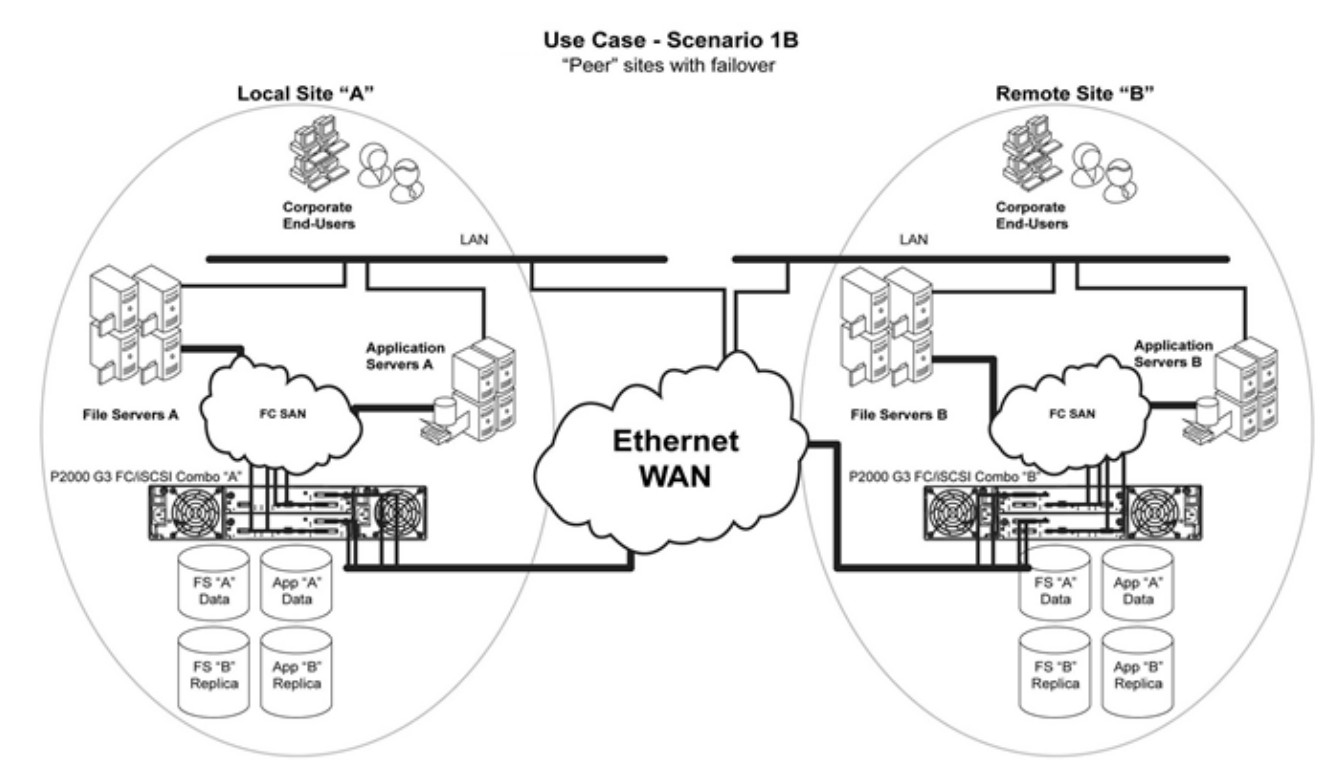 Use Case - Scenario 1B
“Peer” sites with failover
Local Site “A”
Remote Site “B”
Corporate
End-Users
Corporate
End-Users
LAN
LAN
Application
Servers A
Application
Servers B
File Servers A
FC SAN
File Servers B
FC SAN
Ethernet
WAN
P2000 G3 FC/iSCSI Combo “A”
P2000 G3 FC/iSCSI Combo “B”
FS “A”
Data
App “A”
Data
FS “A”
Data
App “A”
Data
FS “B”
Replica
App “B”
Replica
FS “B”
Replica
App “B”
Replica